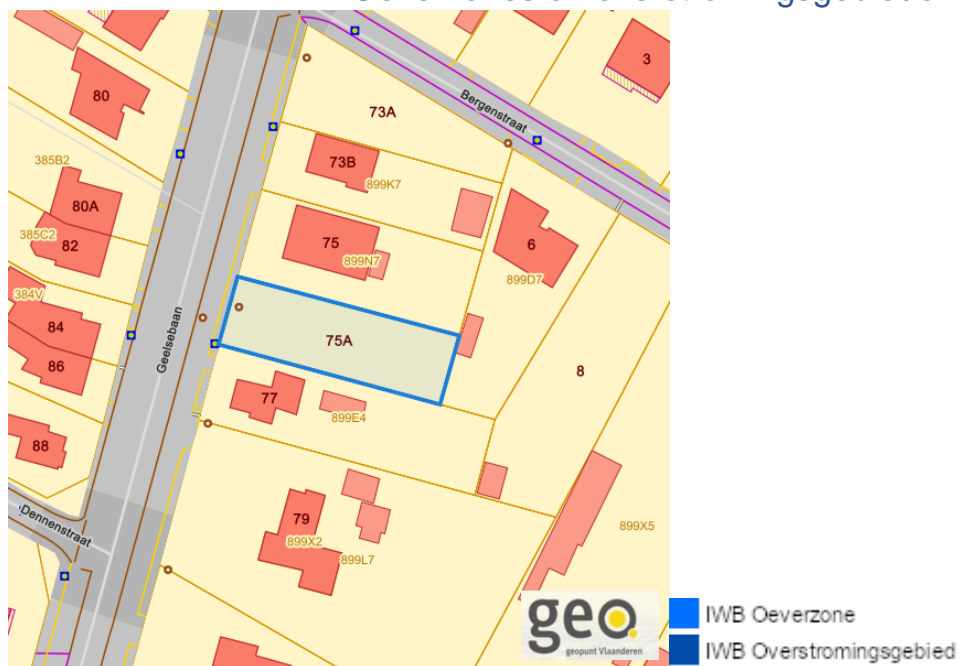 3
80
73A
Bergenstraat
73B
385B2
899K7
80A
385C2
82
75
6
899N7
899D7
384V
84
75A
Geelsebaan
86
8
77
899E4
88
Dennenstraat
79
899X5
899X2
899L7
geo
geopunt Vlaanderen
IWB Oeverzone
IWB Overstromingsgebied